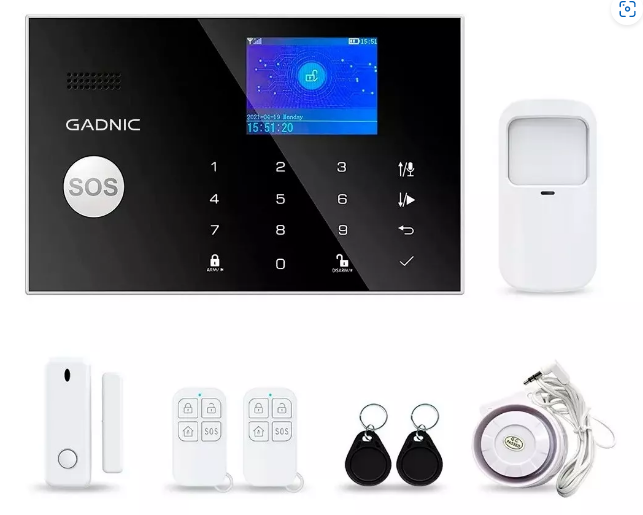 15:51
GADNIC
2021-04-19 Monday
15:51:20
SOS
1 2 3
4 5 6
7 8 9
0
ARM/
DISARM/
SOS SOS